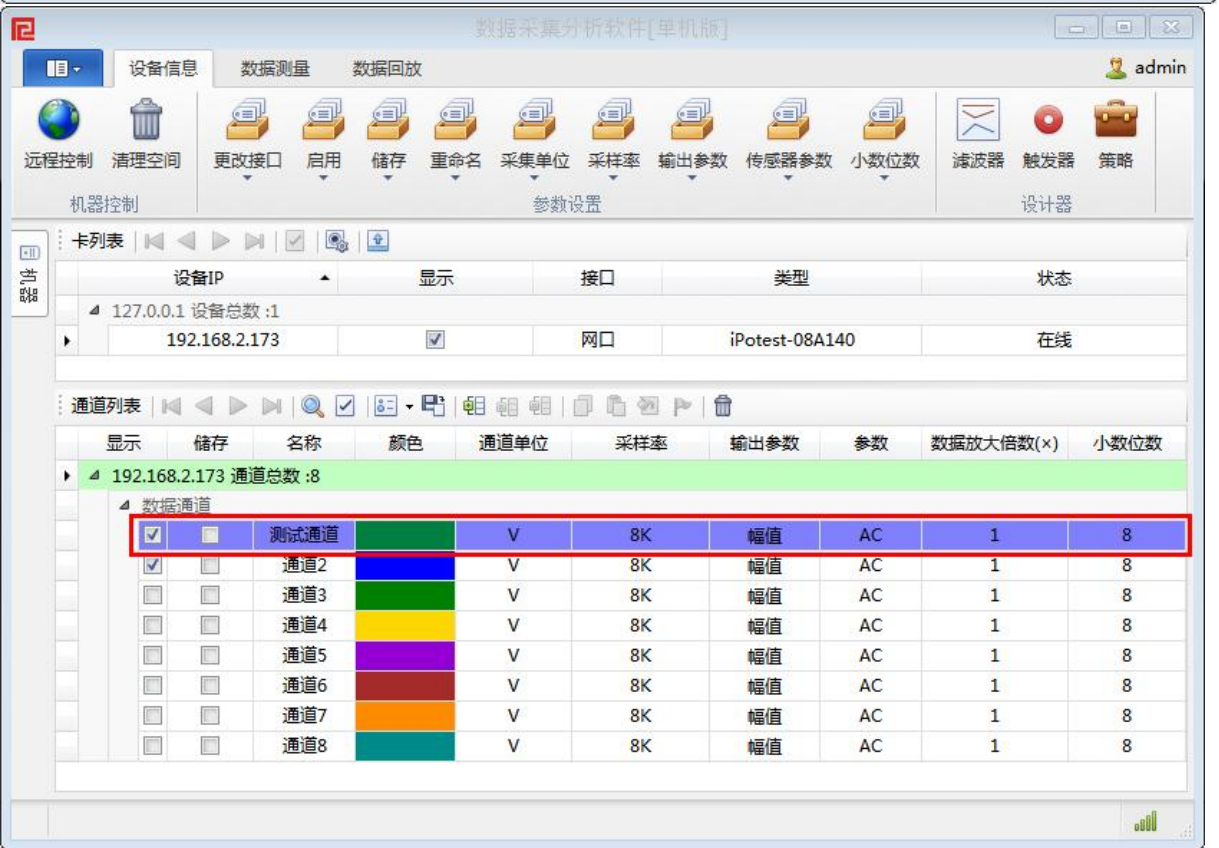 数据采集分析软件[单机版]
设备信息 数据测量 数据回放 admin
远程控制 清理空间 更改接口 启用 储存 重命名 采集单位 采样率 输出参数 传感器参数 小数位数 滤波器 触发器 策略
机器控制 参数设置 设计器
机器
卡列表
设备IP 显示 接口 类型 状态
127.0.0.1 设备总数 :1
192.168.2.173 网口 iPotest-08A140 在线
通道列表
显示 储存 名称 颜色 通道单位 采样率 输出参数 参数 数据放大倍数(×) 小数位数
192.168.2.173 通道总数 :8
数据通道
测试通道 V 8K 幅值 AC 1 8
通道2 V 8K 幅值 AC 1 8
通道3 V 8K 幅值 AC 1 8
通道4 V 8K 幅值 AC 1 8
通道5 V 8K 幅值 AC 1 8
通道6 V 8K 幅值 AC 1 8
通道7 V 8K 幅值 AC 1 8
通道8 V 8K 幅值 AC 1 8